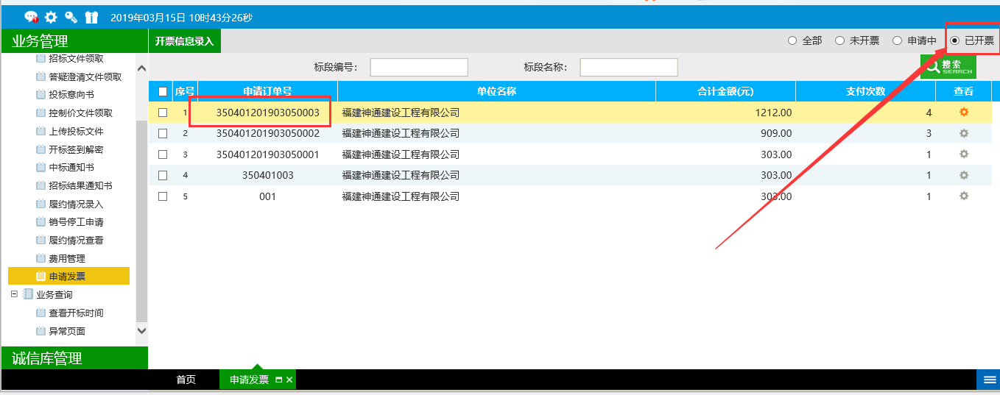 2019年03月15日 10时43分26秒
业务管理
招标文件领取
答疑澄清文件领取
投标意向书
控制价文件领取
上传投标文件
开标签到解密
中标通知书
招标结果通知书
履约情况录入
销号停工申请
履约情况查看
费用管理
申请发票
业务查询
查看开标时间
异常页面
诚信库管理
开票信息录入 全部 未开票 申请中 已开票
标段编号： 标段名称： 搜索
SEARCH
序号 申请订单号 单位名称 合计金额(元) 支付次数 查看
1 350401201903050003 福建神通建设工程有限公司 1212.00 4
2 350401201903050002 福建神通建设工程有限公司 909.00 3
3 350401201903050001 福建神通建设工程有限公司 303.00 1
4 350401003 福建神通建设工程有限公司 303.00 1
5 001 福建神通建设工程有限公司 303.00 1
首页 申请发票